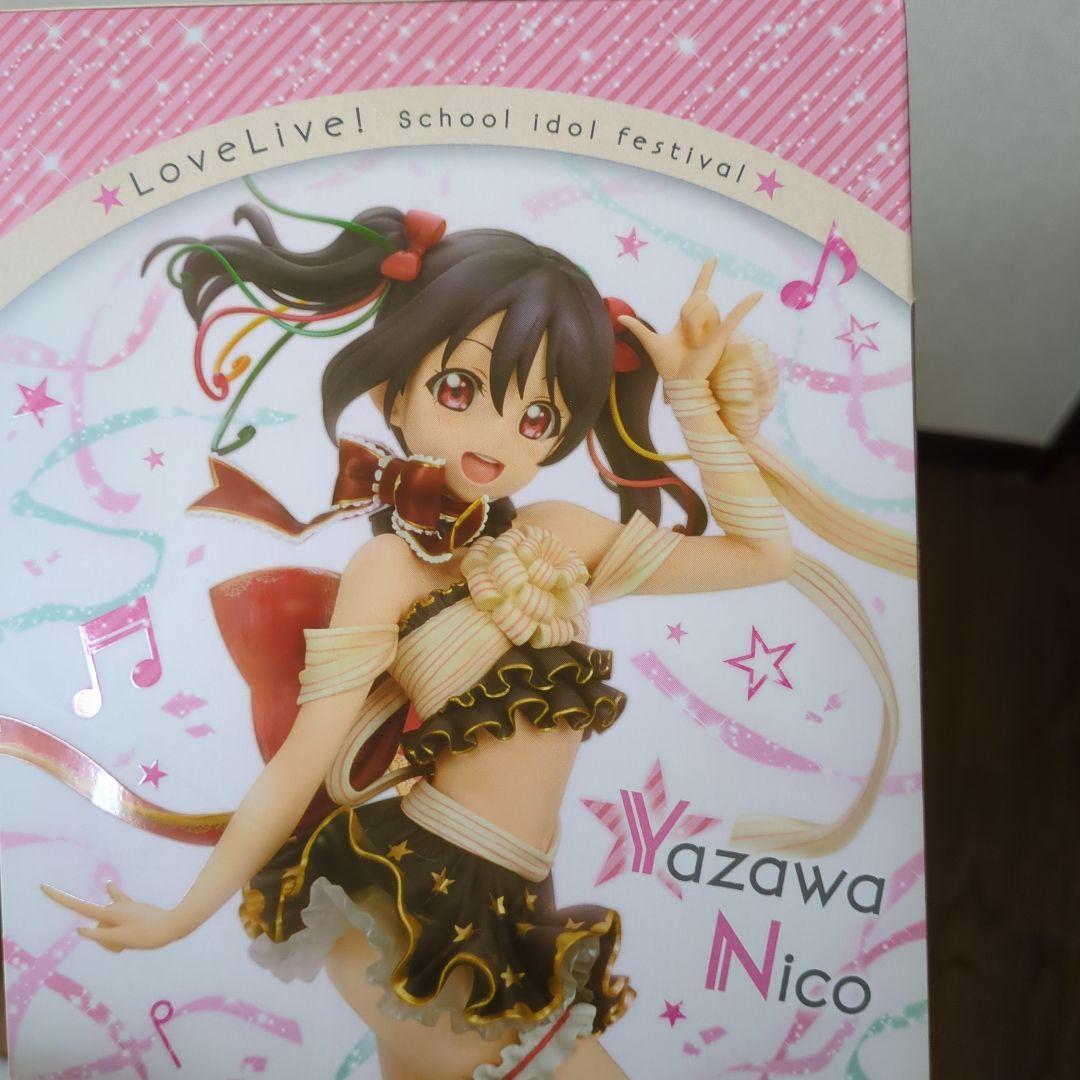 LoveLive! School idol festival
Yazawa
Nico